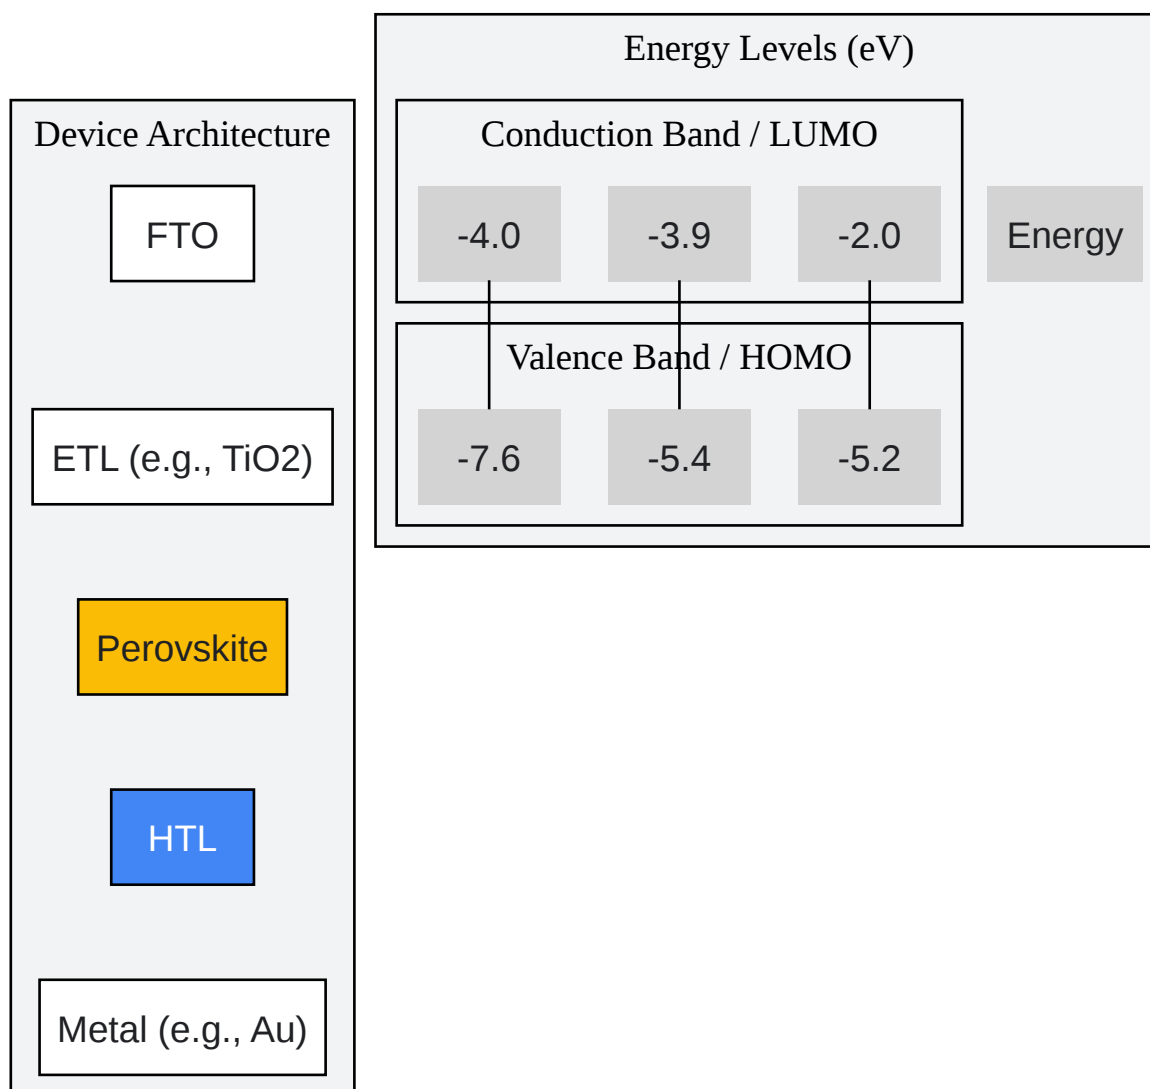 Energy Levels (eV)
Device Architecture
Conduction Band / LUMO
FTO
-4.0
-3.9
-2.0
Energy
Valence Band / HOMO
ETL (e.g., TiO2)
-7.6
-5.4
-5.2
Perovskite
HTL
Metal (e.g., Au)